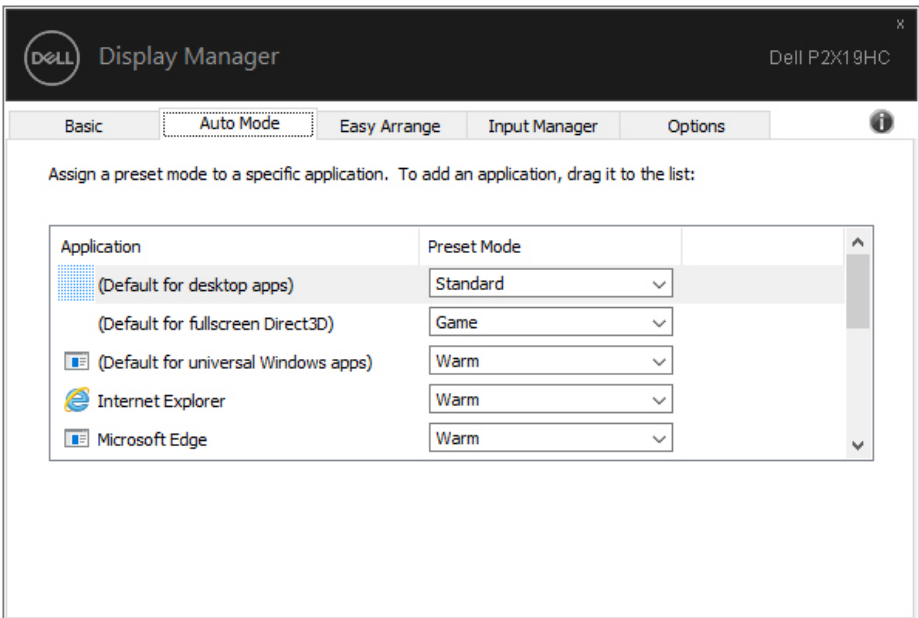 x
DELL Display Manager Dell P2X19HC
Basic Auto Mode Easy Arrange Input Manager Options i
Assign a preset mode to a specific application. To add an application, drag it to the list:
Application Preset Mode
(Default for desktop apps) Standard
(Default for fullscreen Direct3D) Game
(Default for universal Windows apps) Warm
Internet Explorer Warm
Microsoft Edge Warm